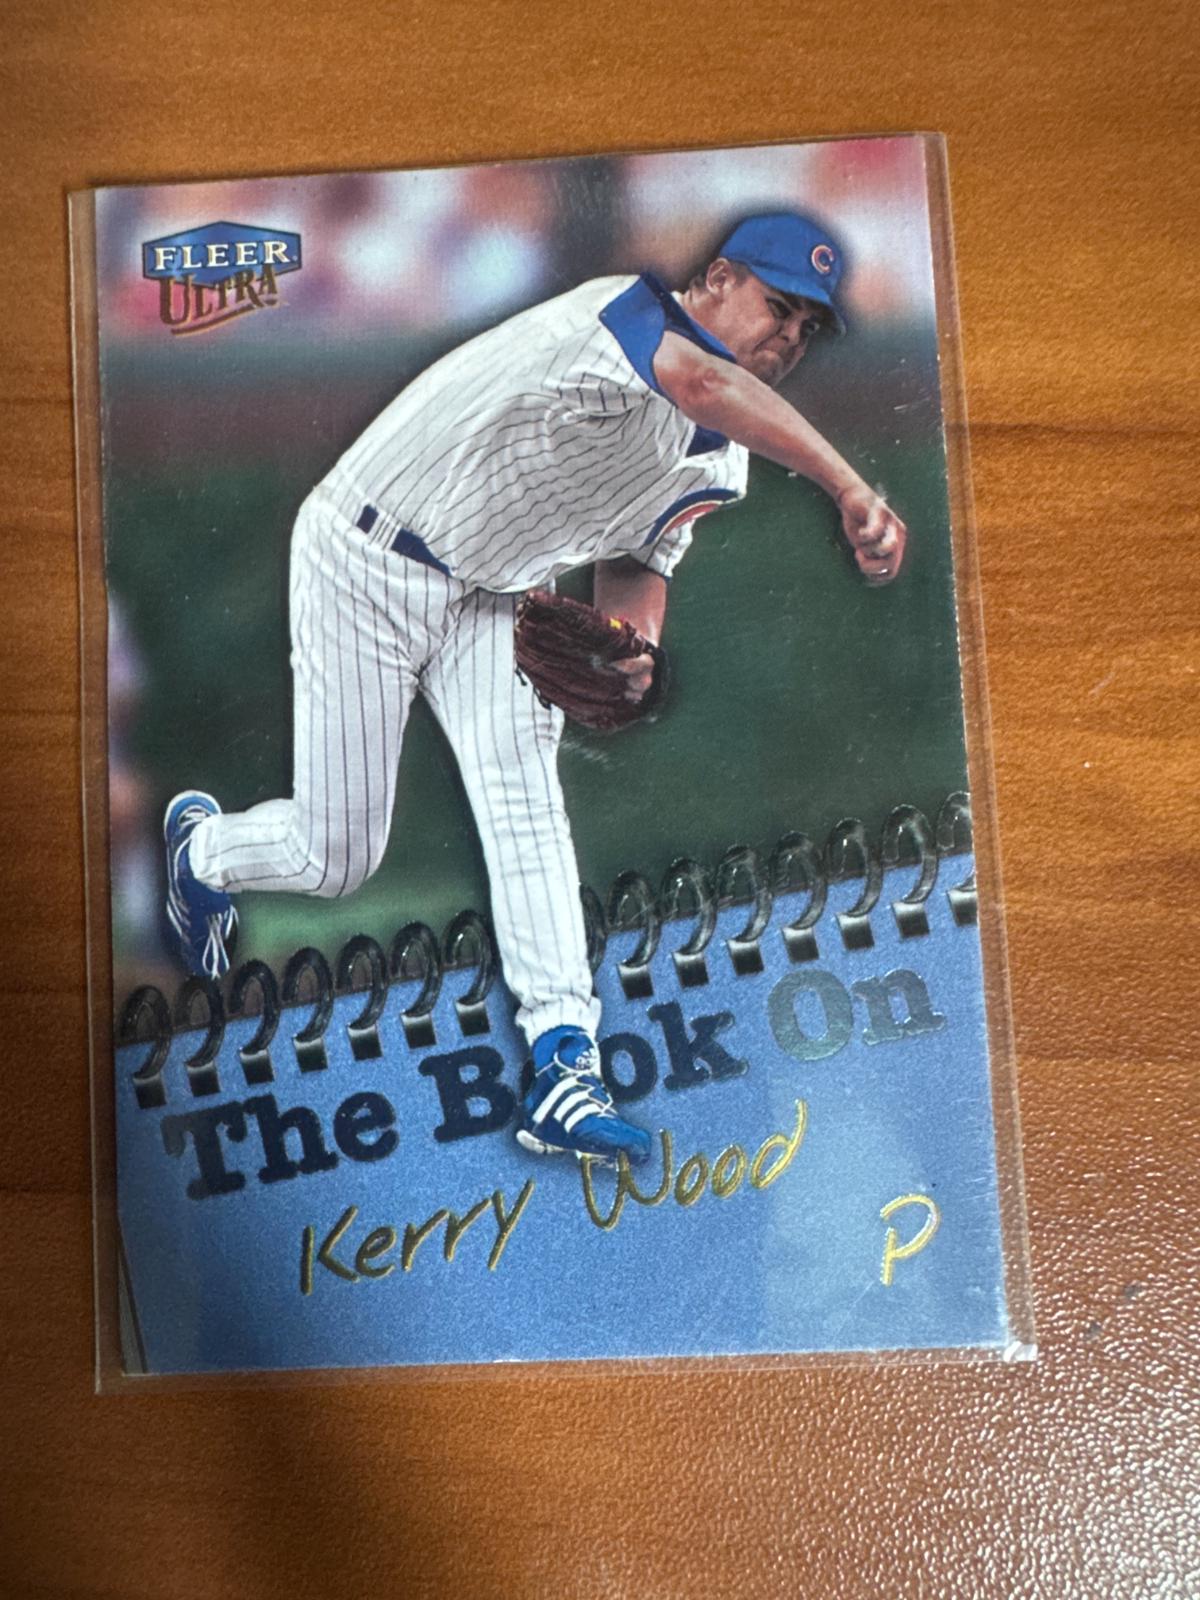 FLEER
ULTRA
C
The Book On
Kerry Wood
P